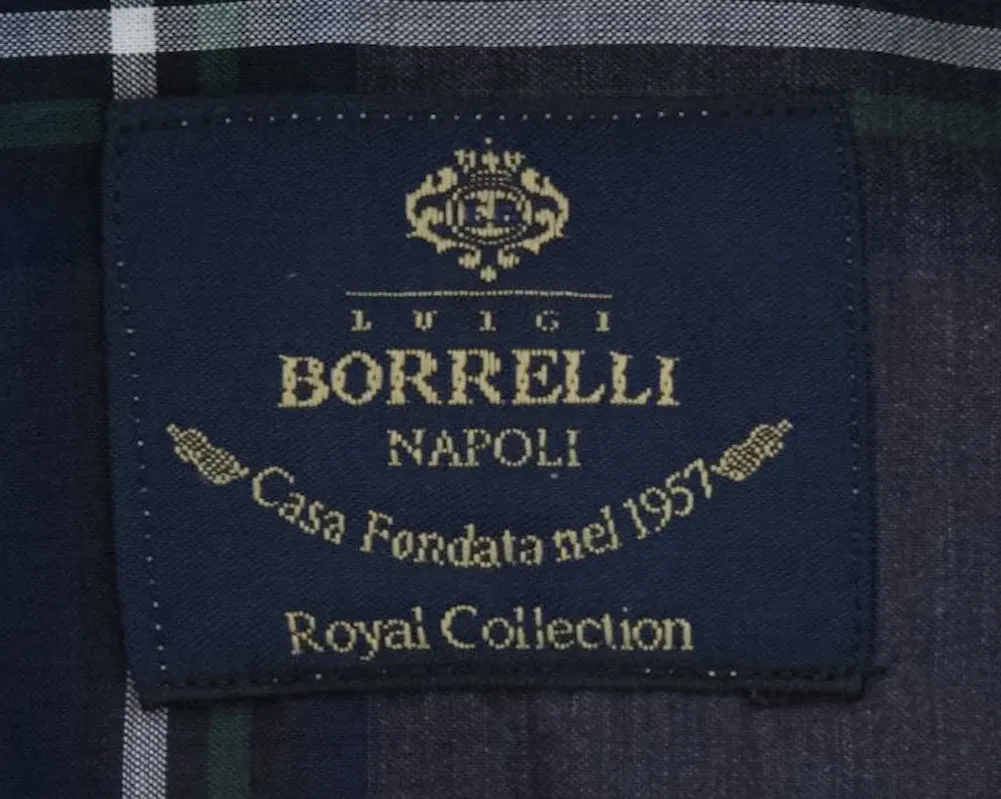 LUIGI
BORRELLI
NAPOLI
Casa Fondata nel 1957
Royal Collection